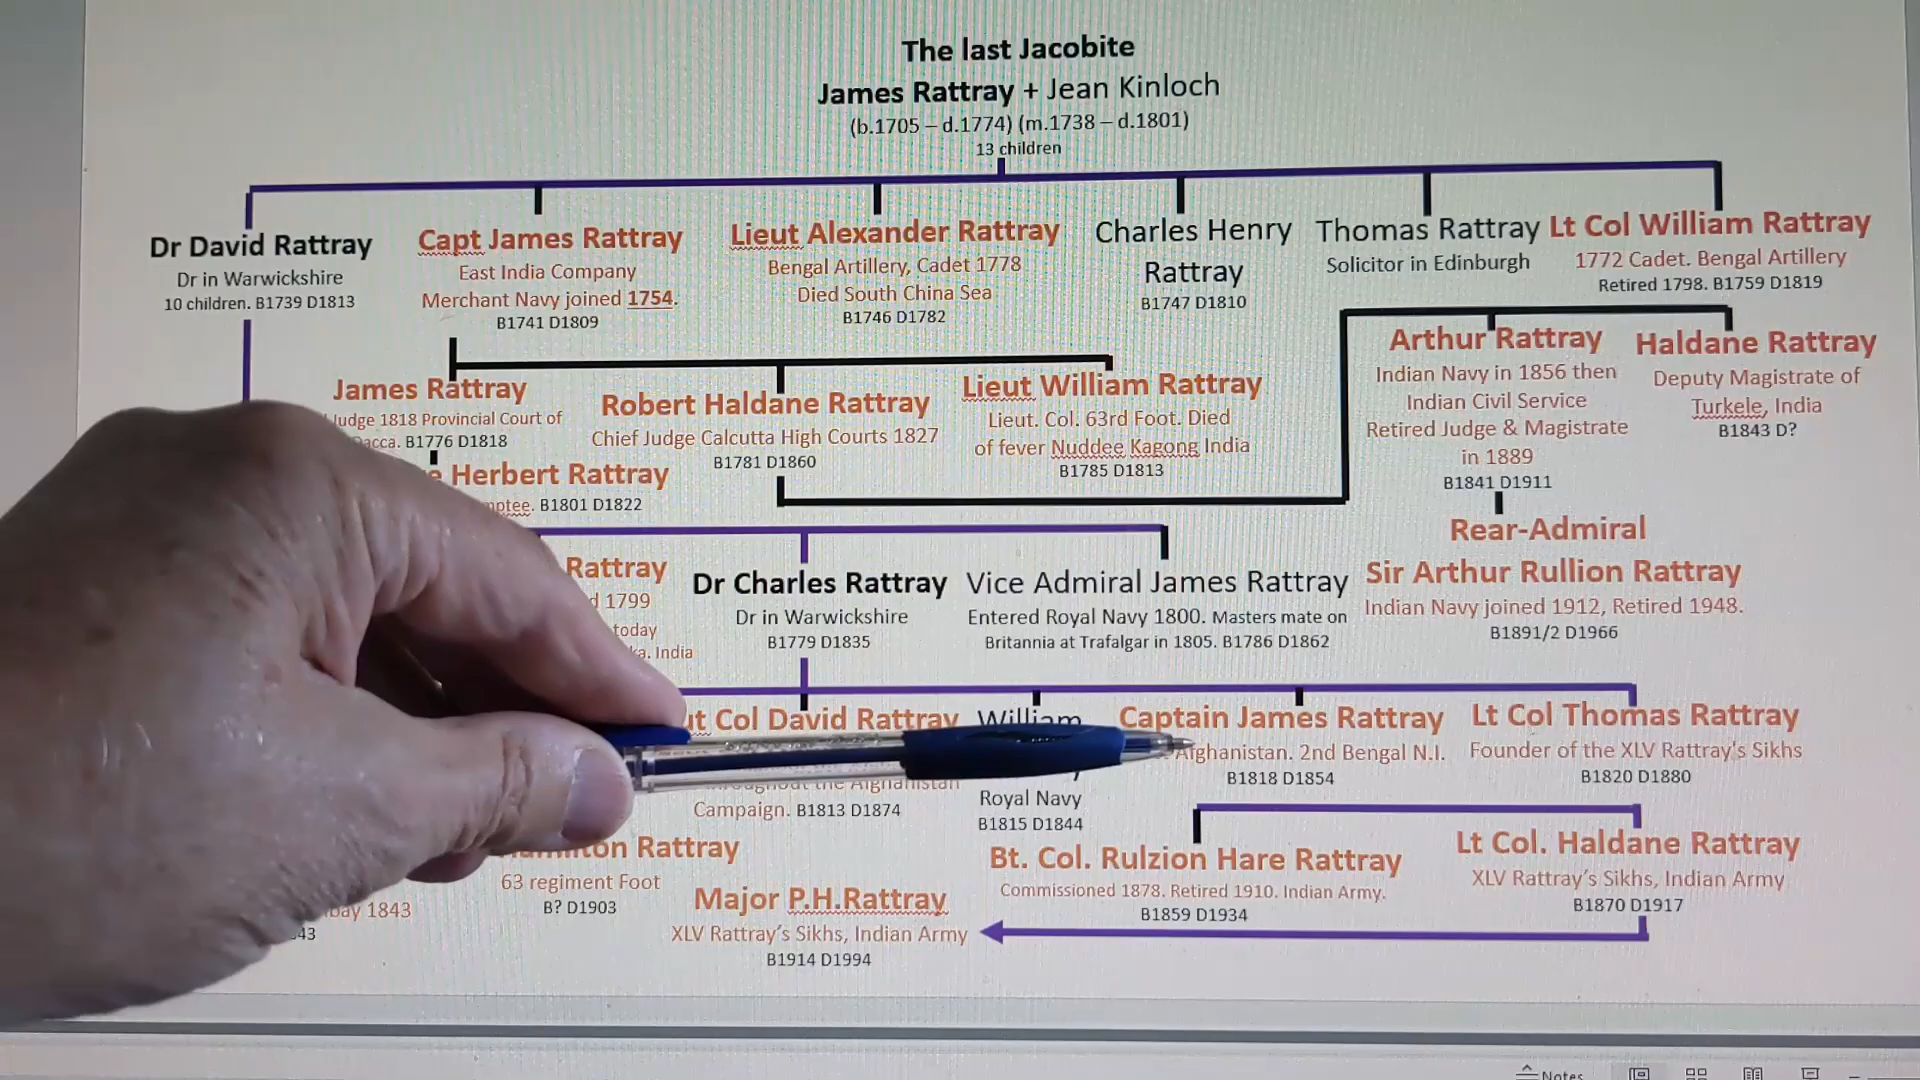 The last Jacobite
James Rattray + Jean Kinloch
(b.1705 – d.1774) (m.1738 – d.1801)
13 children
Dr David Rattray
Dr in Warwickshire
10 children. B1739 D1813
Capt James Rattray
East India Company
Merchant Navy joined 1754.
B1741 D1809
Lieut Alexander Rattray
Bengal Artillery, Cadet 1778
Died South China Sea
B1746 D1782
Charles Henry
Rattray
B1747 D1810
Thomas Rattray
Solicitor in Edinburgh
Lt Col William Rattray
1772 Cadet. Bengal Artillery
Retired 1798. B1759 D1819
James Rattray
Judge 1818 Provincial Court of
B1776 D1818
Herbert Rattray
B1801 D1822
Robert Haldane Rattray
Chief Judge Calcutta High Courts 1827
B1781 D1860
Lieut William Rattray
Lieut. Col. 63rd Foot. Died
of fever Nuddee Kagong India
B1785 D1813
Arthur Rattray
Indian Navy in 1856 then
Indian Civil Service
Retired Judge & Magistrate
in 1889
B1841 D1911
Haldane Rattray
Deputy Magistrate of
Turkele, India
B1843 D?
Rear-Admiral
Sir Arthur Rullion Rattray
Indian Navy joined 1912, Retired 1948.
B1891/2 D1966
Rattray
1799
today
India
Dr Charles Rattray
Dr in Warwickshire
B1779 D1835
Vice Admiral James Rattray
Entered Royal Navy 1800. Masters mate on
Britannia at Trafalgar in 1805. B1786 D1862
Col David Rattray
throughout the Afghanistan
Campaign. B1813 D1874
William
Royal Navy
B1815 D1844
Captain James Rattray
Afghanistan. 2nd Bengal N.I.
B1818 D1854
Lt Col Thomas Rattray
Founder of the XLV Rattray's Sikhs
B1820 D1880
Hamilton Rattray
63 regiment Foot
B? D1903
1843
Major P.H.Rattray
XLV Rattray's Sikhs, Indian Army
B1914 D1994
Bt. Col. Rulzion Hare Rattray
Commissioned 1878. Retired 1910. Indian Army.
B1859 D1934
Lt Col. Haldane Rattray
XLV Rattray's Sikhs, Indian Army
B1870 D1917
Notes